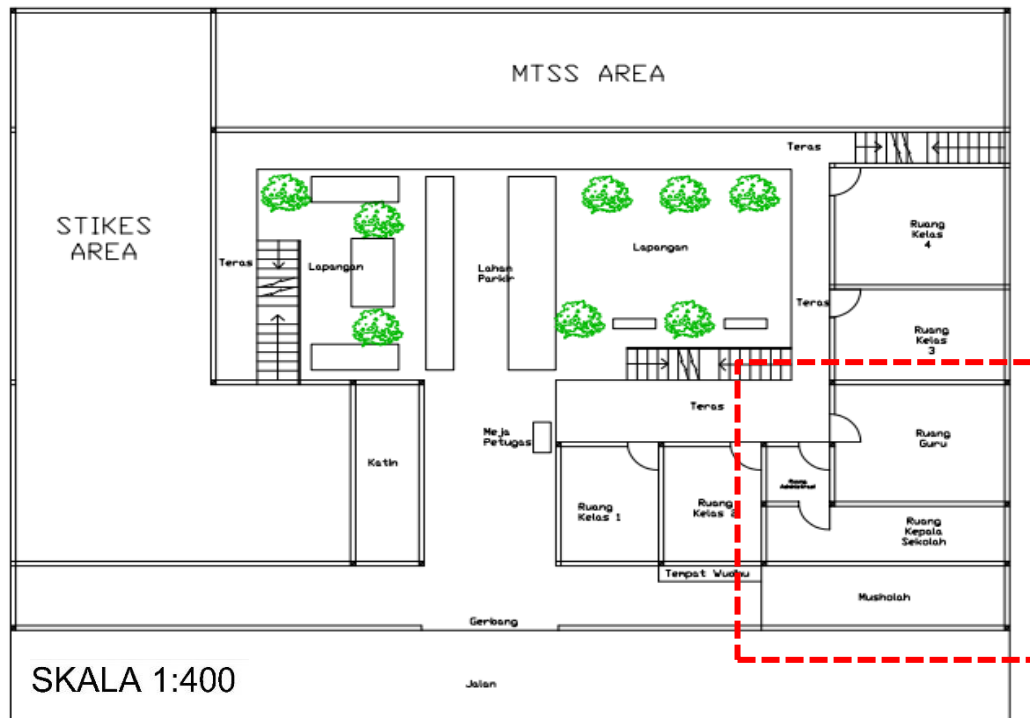 MTSS AREA
Teras
STIKES
AREA
Ruang
Kelas
4
Teras
Lapangan
Lahan
Parkir
Lapangan
Teras
Ruang
Kelas
3
Teras
Meja
Petugas
Katin
Ruang
Kelas 1
Ruang
Kelas 2
Ruang
Administrasi
Ruang
Guru
Ruang
Kepala
Sekolah
Tempat Wudhu
Musholah
Gerbang
SKALA 1:400
Jalan